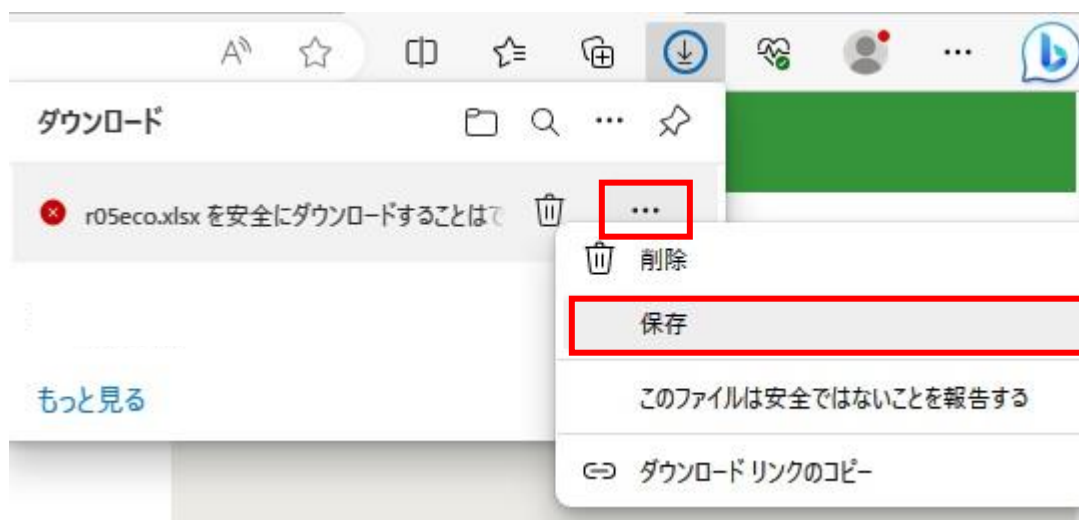 ダウンロード
r05eco.xlsx を安全にダウンロードすることはで
削除
保存
もっと見る
このファイルは安全ではないことを報告する
ダウンロード リンクのコピー